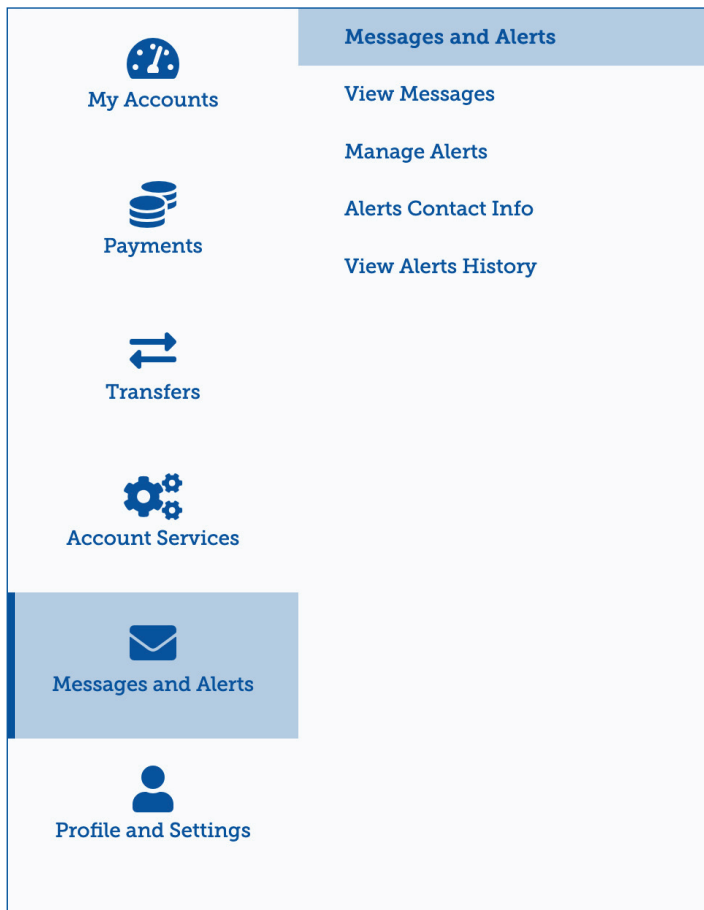 My Accounts
Payments
Transfers
Account Services
Messages and Alerts
Profile and Settings
Messages and Alerts
View Messages
Manage Alerts
Alerts Contact Info
View Alerts History